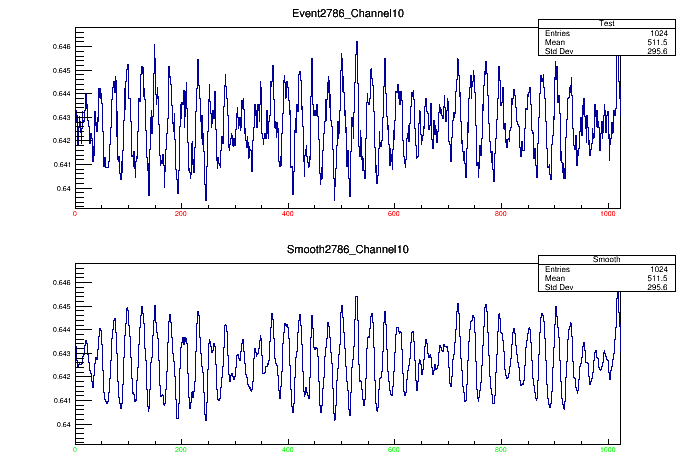 Event2786_Channel10
Test
Entries 1024
Mean 511.5
Std Dev 295.6
0.646
0.645
0.644
0.643
0.642
0.641
0.64
0 200 400 600 800 1000
Smooth2786_Channel10
Smooth
Entries 1024
Mean 511.5
Std Dev 295.6
0.646
0.645
0.644
0.643
0.642
0.641
0.64
0 200 400 600 800 1000